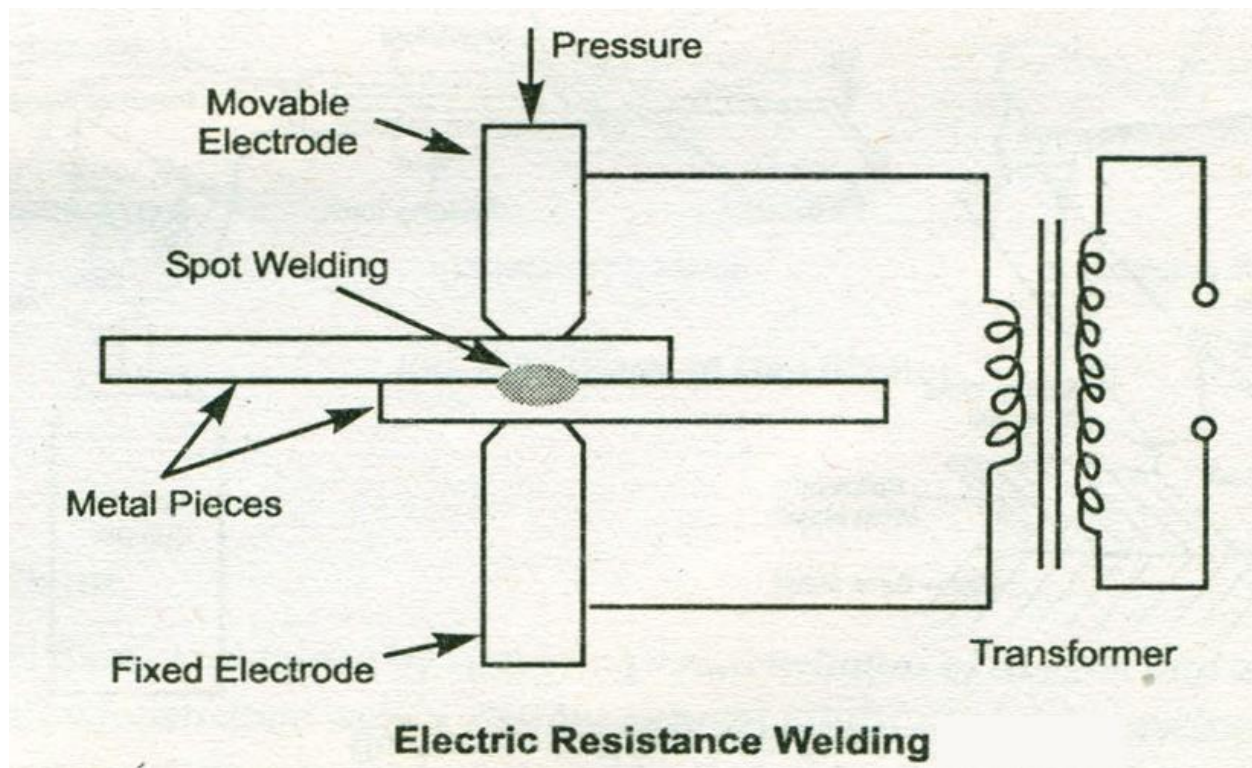 Pressure
Movable
Electrode
Spot Welding
Metal Pieces
Fixed Electrode
Transformer
Electric Resistance Welding